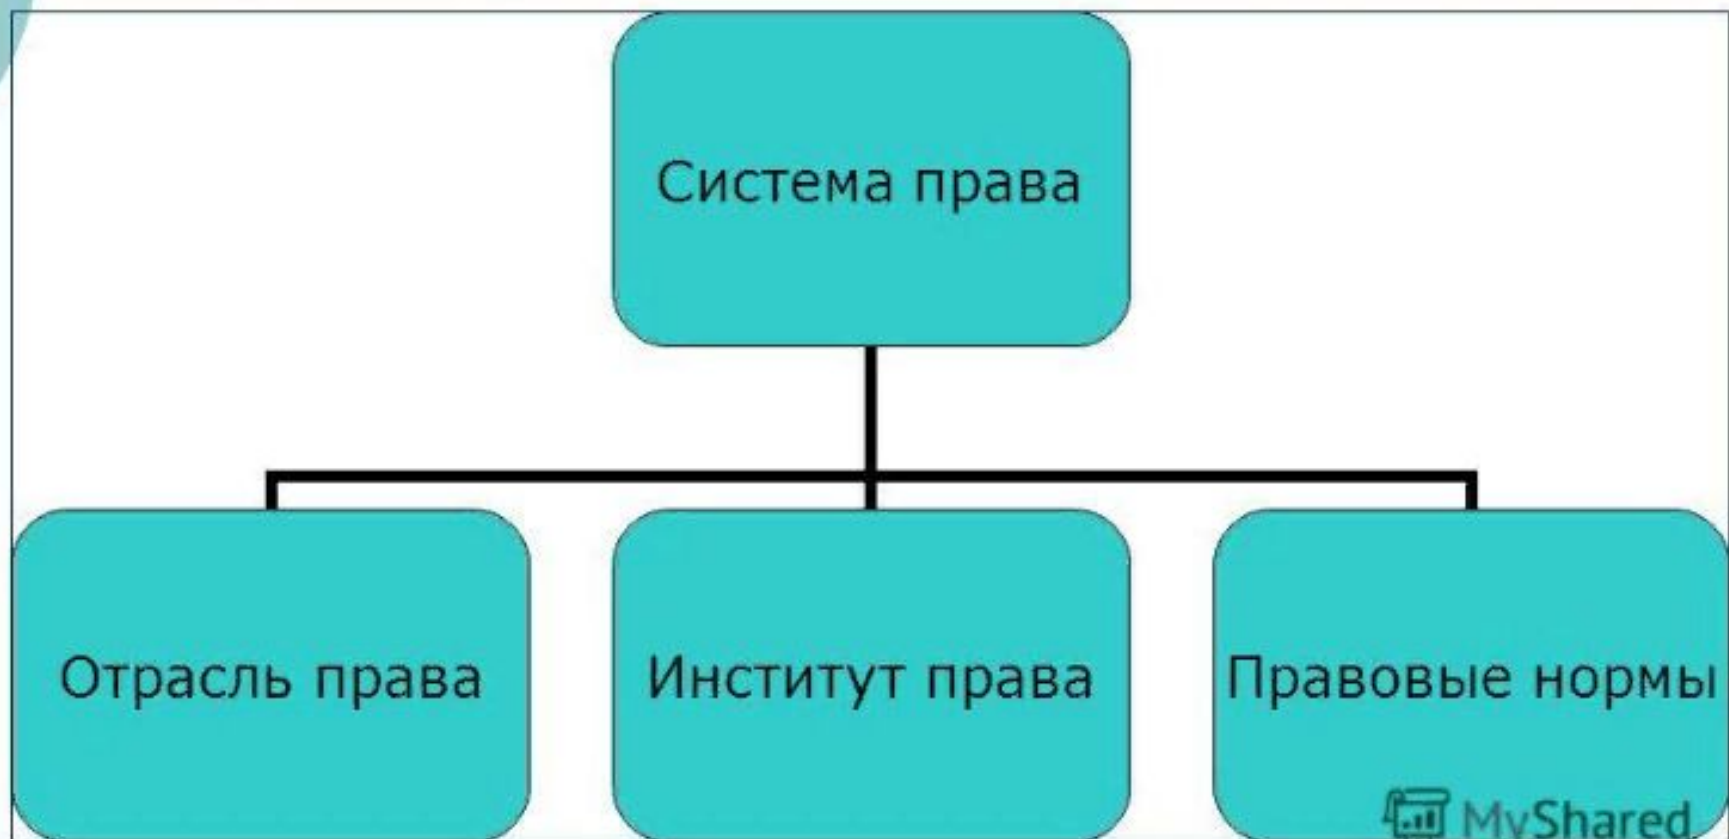 Система права
Отрасль права
Институт права
Правовые нормы
MyShared